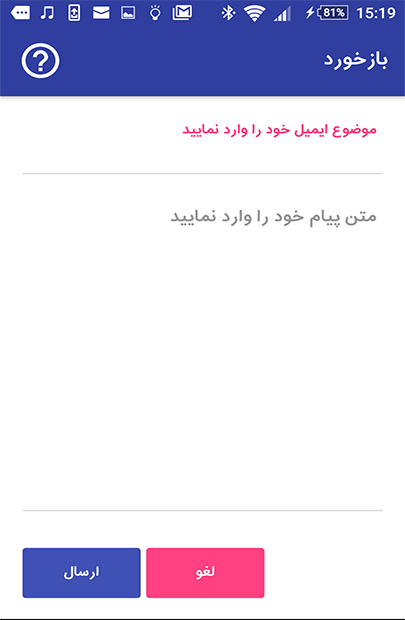 81% 15:19
بازخورد
موضوع ایمیل خود را وارد نمایید
متن پیام خود را وارد نمایید
لغو
ارسال